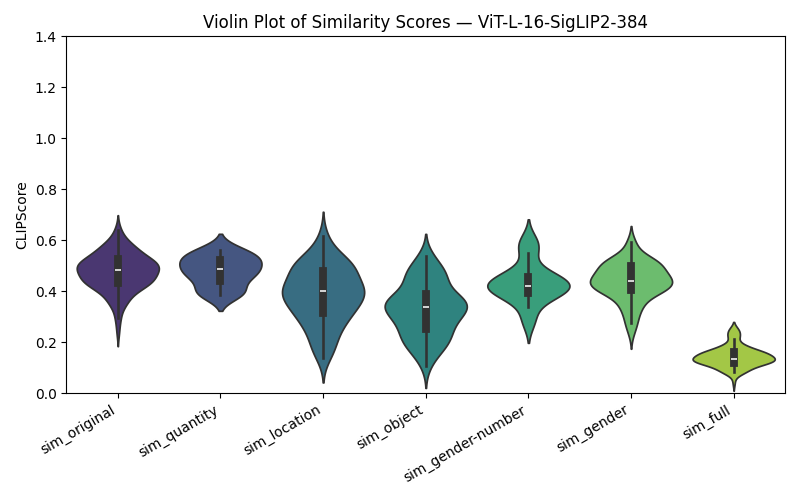 Violin Plot of Similarity Scores — ViT-L-16-SigLIP2-384
CLIPScore
1.4
1.2
1.0
0.8
0.6
0.4
0.2
0.0
sim_original
sim_quantity
sim_location
sim_object
sim_gender-number
sim_gender
sim_full